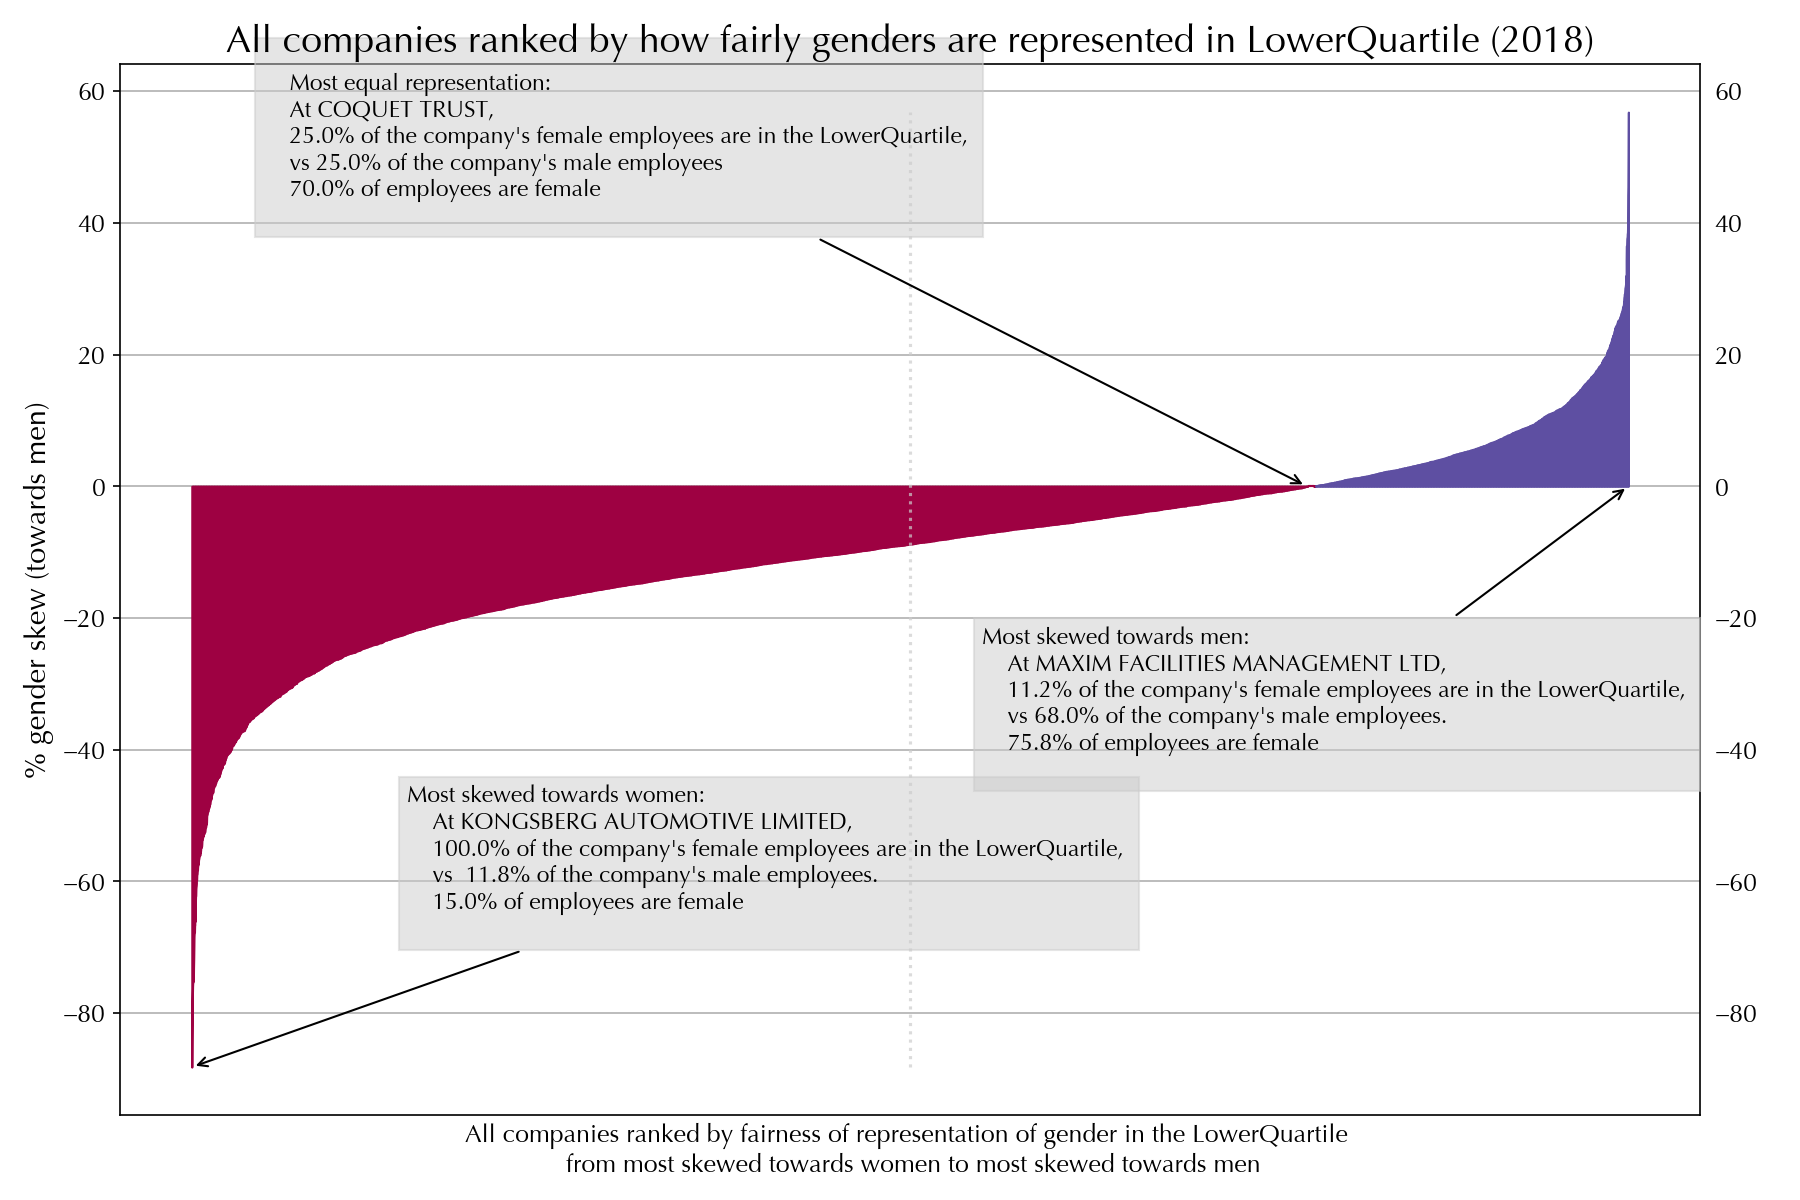 All companies ranked by how fairly genders are represented in LowerQuartile (2018)
Most equal representation:
At COQUET TRUST,
25.0% of the company's female employees are in the LowerQuartile,
vs 25.0% of the company's male employees
70.0% of employees are female
60
40
20
0
−20
−40
−60
−80
% gender skew (towards men)
60
40
20
0
−20
−40
−60
−80
Most skewed towards men:
At MAXIM FACILITIES MANAGEMENT LTD,
11.2% of the company's female employees are in the LowerQuartile,
vs 68.0% of the company's male employees.
75.8% of employees are female
Most skewed towards women:
At KONGSBERG AUTOMOTIVE LIMITED,
100.0% of the company's female employees are in the LowerQuartile,
vs  11.8% of the company's male employees.
15.0% of employees are female
All companies ranked by fairness of representation of gender in the LowerQuartile
from most skewed towards women to most skewed towards men